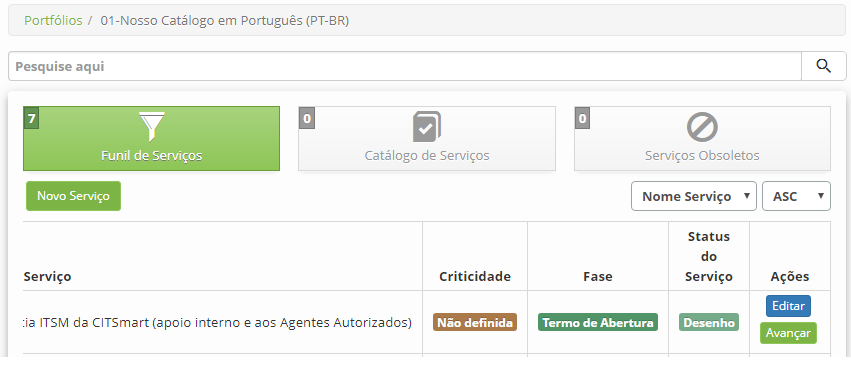 Portfólios / 01-Nosso Catálogo em Português (PT-BR)
Pesquise aqui
7
Funil de Serviços
0
Catálogo de Serviços
0
Serviços Obsoletos
Novo Serviço
Nome Serviço
ASC
Serviço
Criticidade
Fase
Status
do
Serviço
Ações
ITSM da CITSmart (apoio interno e aos Agentes Autorizados)
Não definida
Termo de Abertura
Desenho
Editar
Avançar